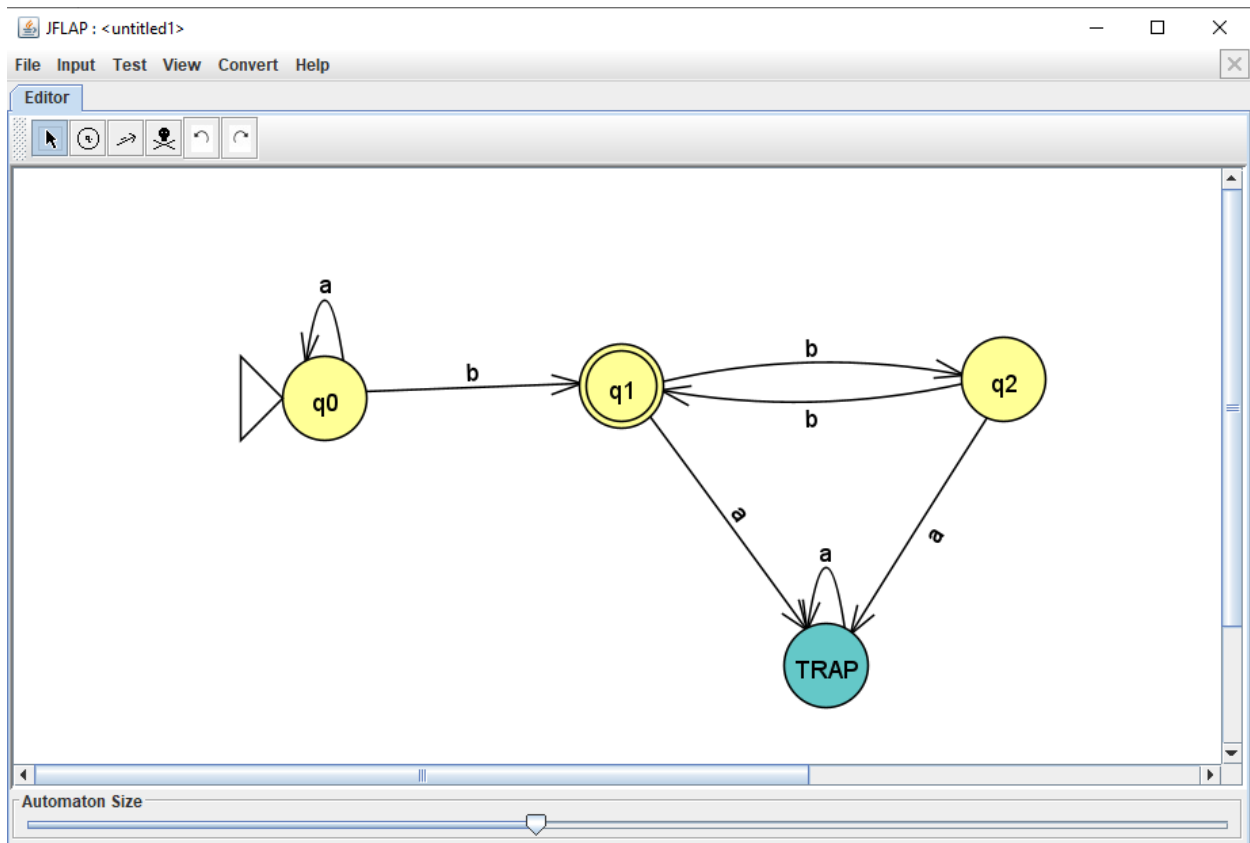 JFLAP : <untitled1>
File Input Test View Convert Help
Editor
q
a
b
b
q0
q1
q2
b
a
a
a
TRAP
Automaton Size